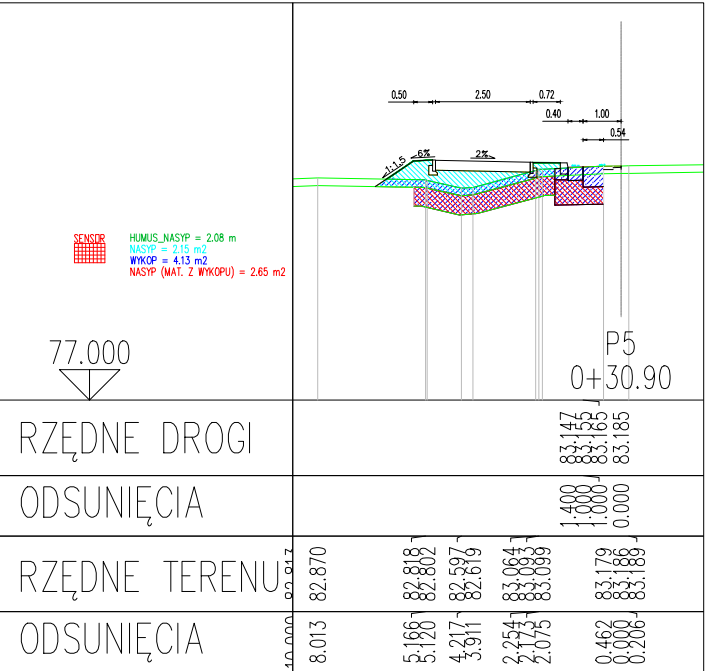 0.50 2.50 0.72
0.40 1.00
0.54
1:1.5 6% 2%
SENSOR
HUMUS_NASYP = 2.08 m
NASYP = 2.15 m2
WYKOP = 4.13 m2
NASYP (MAT. Z WYKOPU) = 2.65 m2
77.000
P5
0+30.90
RZĘDNE DROGI
83.147 83.155 83.165 83.185
ODSUNIĘCIA
1.400 1.000 1.000 0.000
RZĘDNE TERENU
82.870 82.818 82.802 82.597 82.619 83.064 83.093 83.099 83.179 83.186 83.189
ODSUNIĘCIA
10.000 8.013 5.166 5.120 4.217 3.911 2.254 2.173 2.075 0.462 0.000 0.206